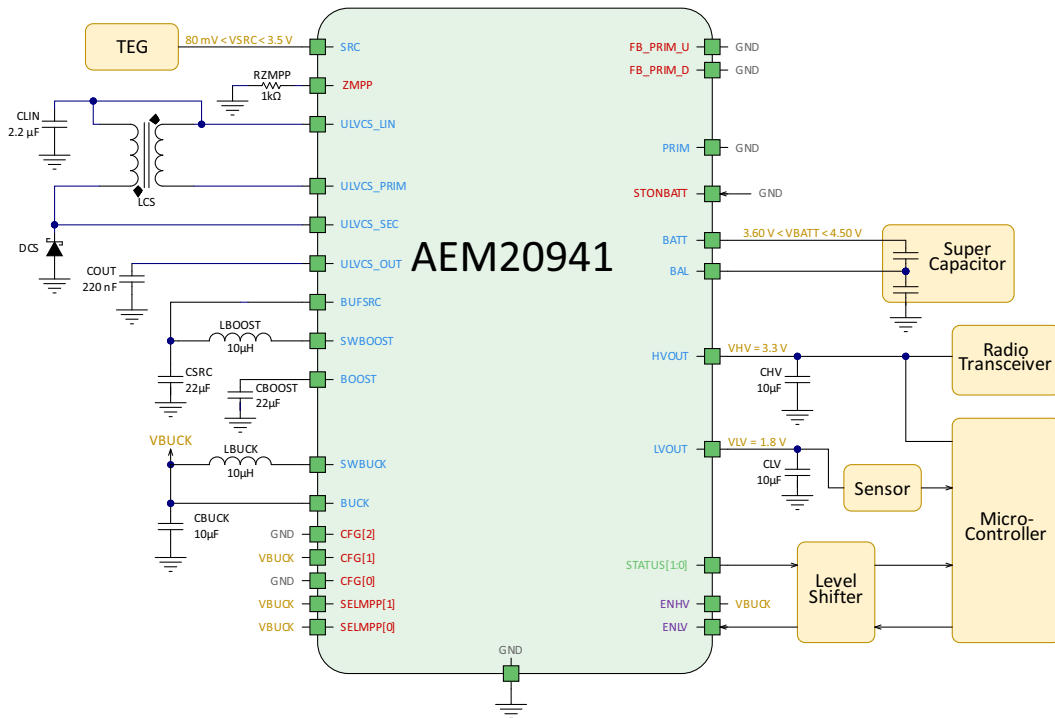 TEG
80 mV < VSRC < 3.5 V
SRC
RZMPP
1kΩ
ZMPP
CLIN
2.2 µF
ULVCS_LIN
ULVCS_PRIM
LCS
ULVCS_SEC
DCS
COUT
220 nF
ULVCS_OUT
BUFSRC
LBOOST
10µH
SWBOOST
CSRC
22µF
CBOOST
22µF
BOOST
VBUCK
LBUCK
10µH
SWBUCK
BUCK
CBUCK
10µF
GND
CFG[2]
VBUCK
CFG[1]
GND
CFG[0]
VBUCK
SELMPP[1]
VBUCK
SELMPP[0]
AEM20941
GND
FB_PRIM_U
GND
FB_PRIM_D
GND
PRIM
GND
STONBATT
GND
BATT
3.60 V < VBATT < 4.50 V
BAL
Super
Capacitor
HVOUT
VHV = 3.3 V
CHV
10µF
Radio
Transceiver
LVOUT
VLV = 1.8 V
CLV
10µF
Sensor
Micro-
Controller
STATUS[1:0]
Level
Shifter
ENHV
VBUCK
ENLV